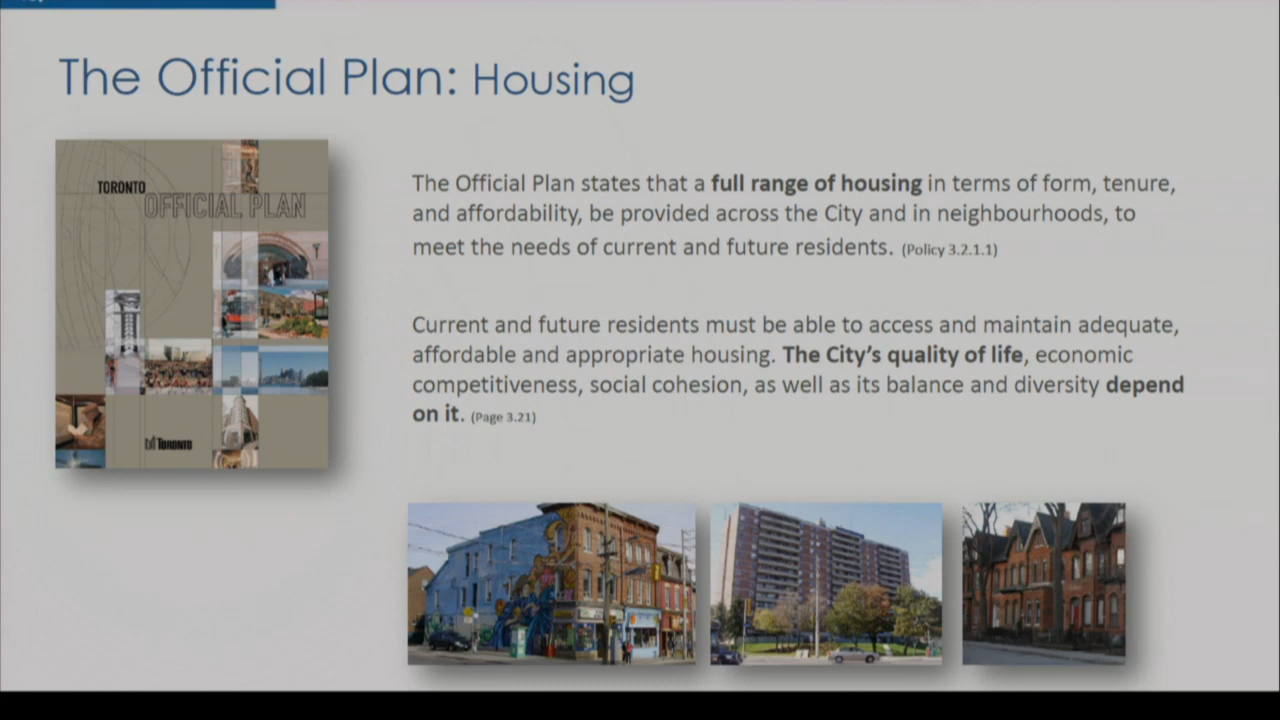 The Official Plan: Housing
TORONTO
OFFICIAL PLAN
TORONTO
The Official Plan states that a full range of housing in terms of form, tenure,
and affordability, be provided across the City and in neighbourhoods, to
meet the needs of current and future residents. (Policy 3.2.1.1)
Current and future residents must be able to access and maintain adequate,
affordable and appropriate housing. The City's quality of life, economic
competitiveness, social cohesion, as well as its balance and diversity depend
on it. (Page 3.21)